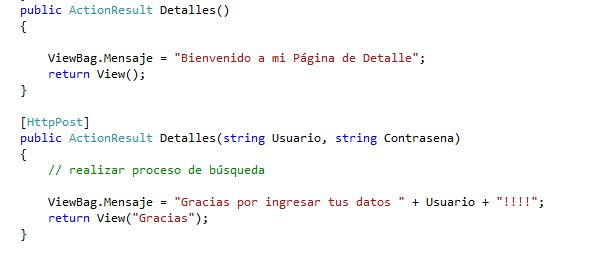 public ActionResult Detalles()
{
ViewBag.Mensaje = "Bienvenido a mi Página de Detalle";
return View();
}
[HttpPost]
public ActionResult Detalles(string Usuario, string Contrasena)
{
// realizar proceso de búsqueda
ViewBag.Mensaje = "Gracias por ingresar tus datos " + Usuario + "!!!!";
return View("Gracias");
}